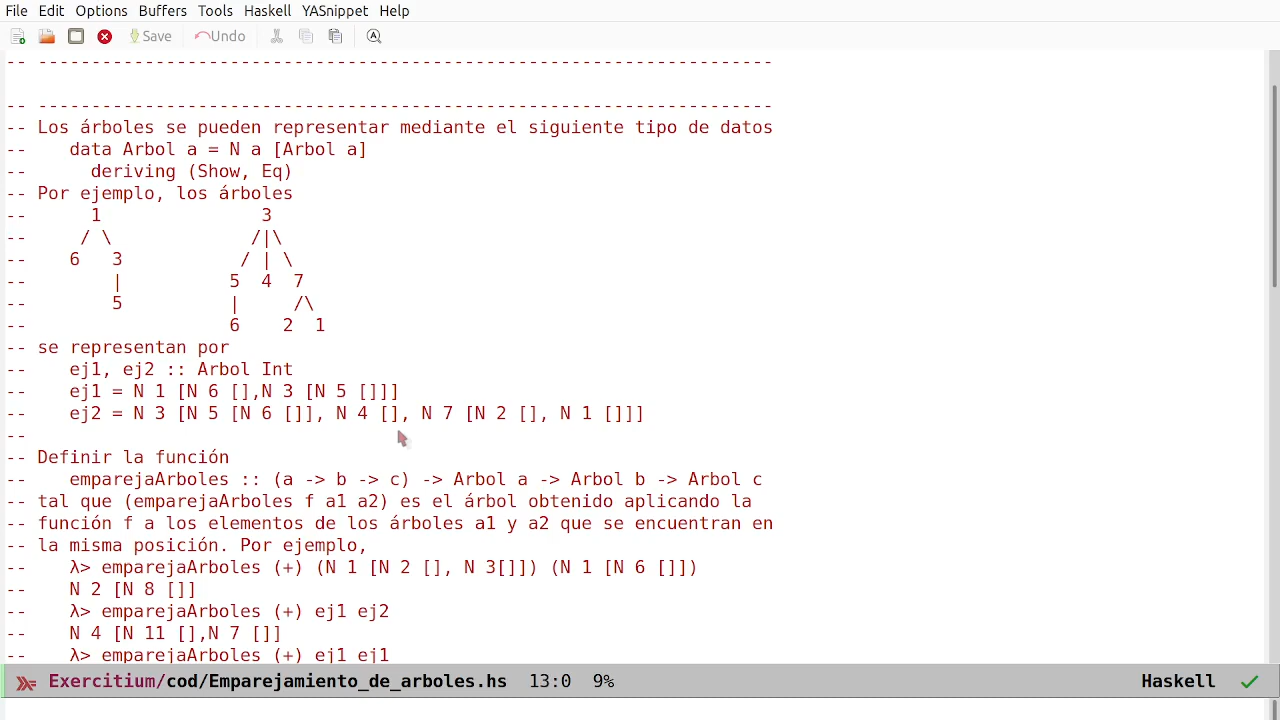 File Edit Options Buffers Tools Haskell YASnippet Help
Save Undo
-- ---------------------------------------------------------------------
-- ---------------------------------------------------------------------
-- Los árboles se pueden representar mediante el siguiente tipo de datos
--    data Arbol a = N a [Arbol a]
--      deriving (Show, Eq)
-- Por ejemplo, los árboles
--      1               3
--     / \             /|\
--    6   3           / | \
--        |          5  4  7
--        5          |     /\
--                   6    2  1
-- se representan por
--    ej1, ej2 :: Arbol Int
--    ej1 = N 1 [N 6 [],N 3 [N 5 []]]
--    ej2 = N 3 [N 5 [N 6 []], N 4 [], N 7 [N 2 [], N 1 []]]
--
-- Definir la función
--    emparejaArboles :: (a -> b -> c) -> Arbol a -> Arbol b -> Arbol c
-- tal que (emparejaArboles f a1 a2) es el árbol obtenido aplicando la
-- función f a los elementos de los árboles a1 y a2 que se encuentran en
-- la misma posición. Por ejemplo,
--    λ> emparejaArboles (+) (N 1 [N 2 [], N 3[]]) (N 1 [N 6 []])
--    N 2 [N 8 []]
--    λ> emparejaArboles (+) ej1 ej2
--    N 4 [N 11 [],N 7 []]
--    λ> emparejaArboles (+) ej1 ej1
Exercitium/cod/Emparejamiento_de_arboles.hs 13:0 9% Haskell